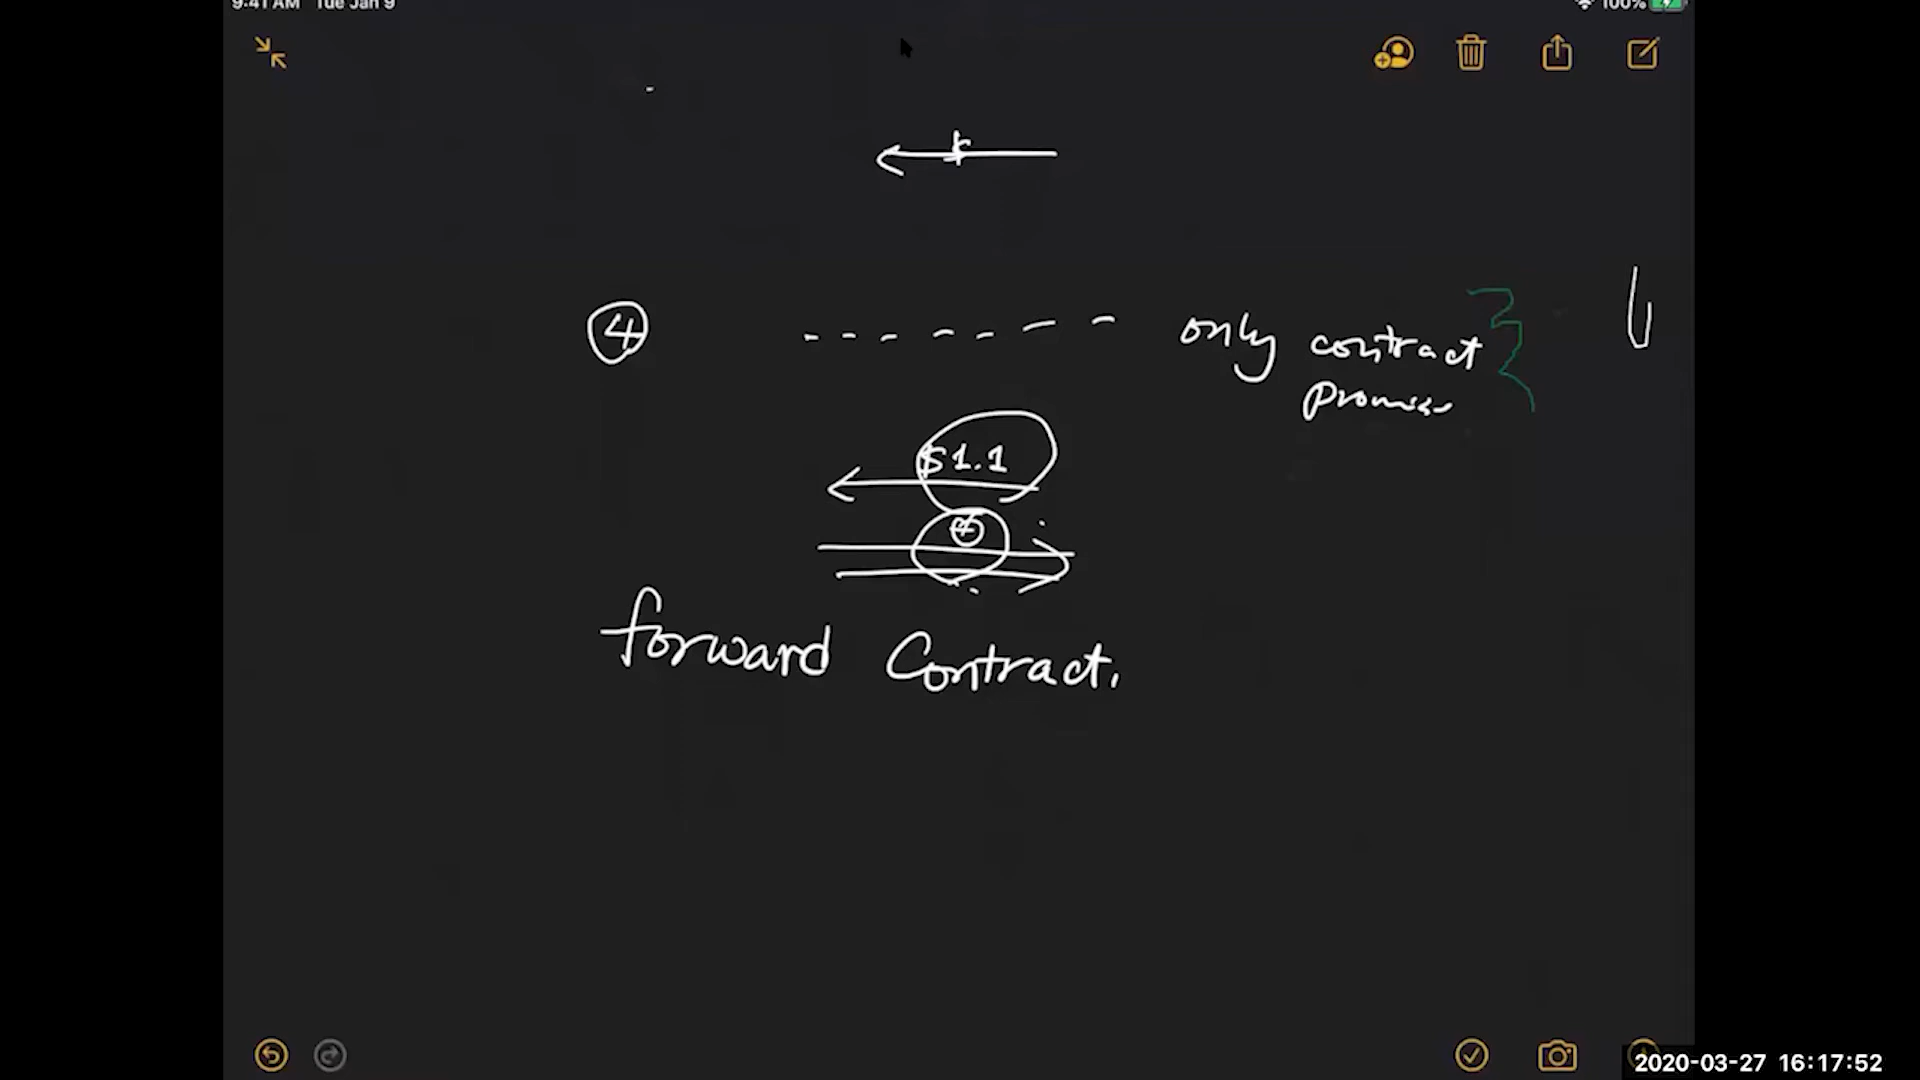 9:41 AM Tue Jan 9
100%
④
only contract
promise
$1.1
forward Contract.
2020-03-27 16:17:52